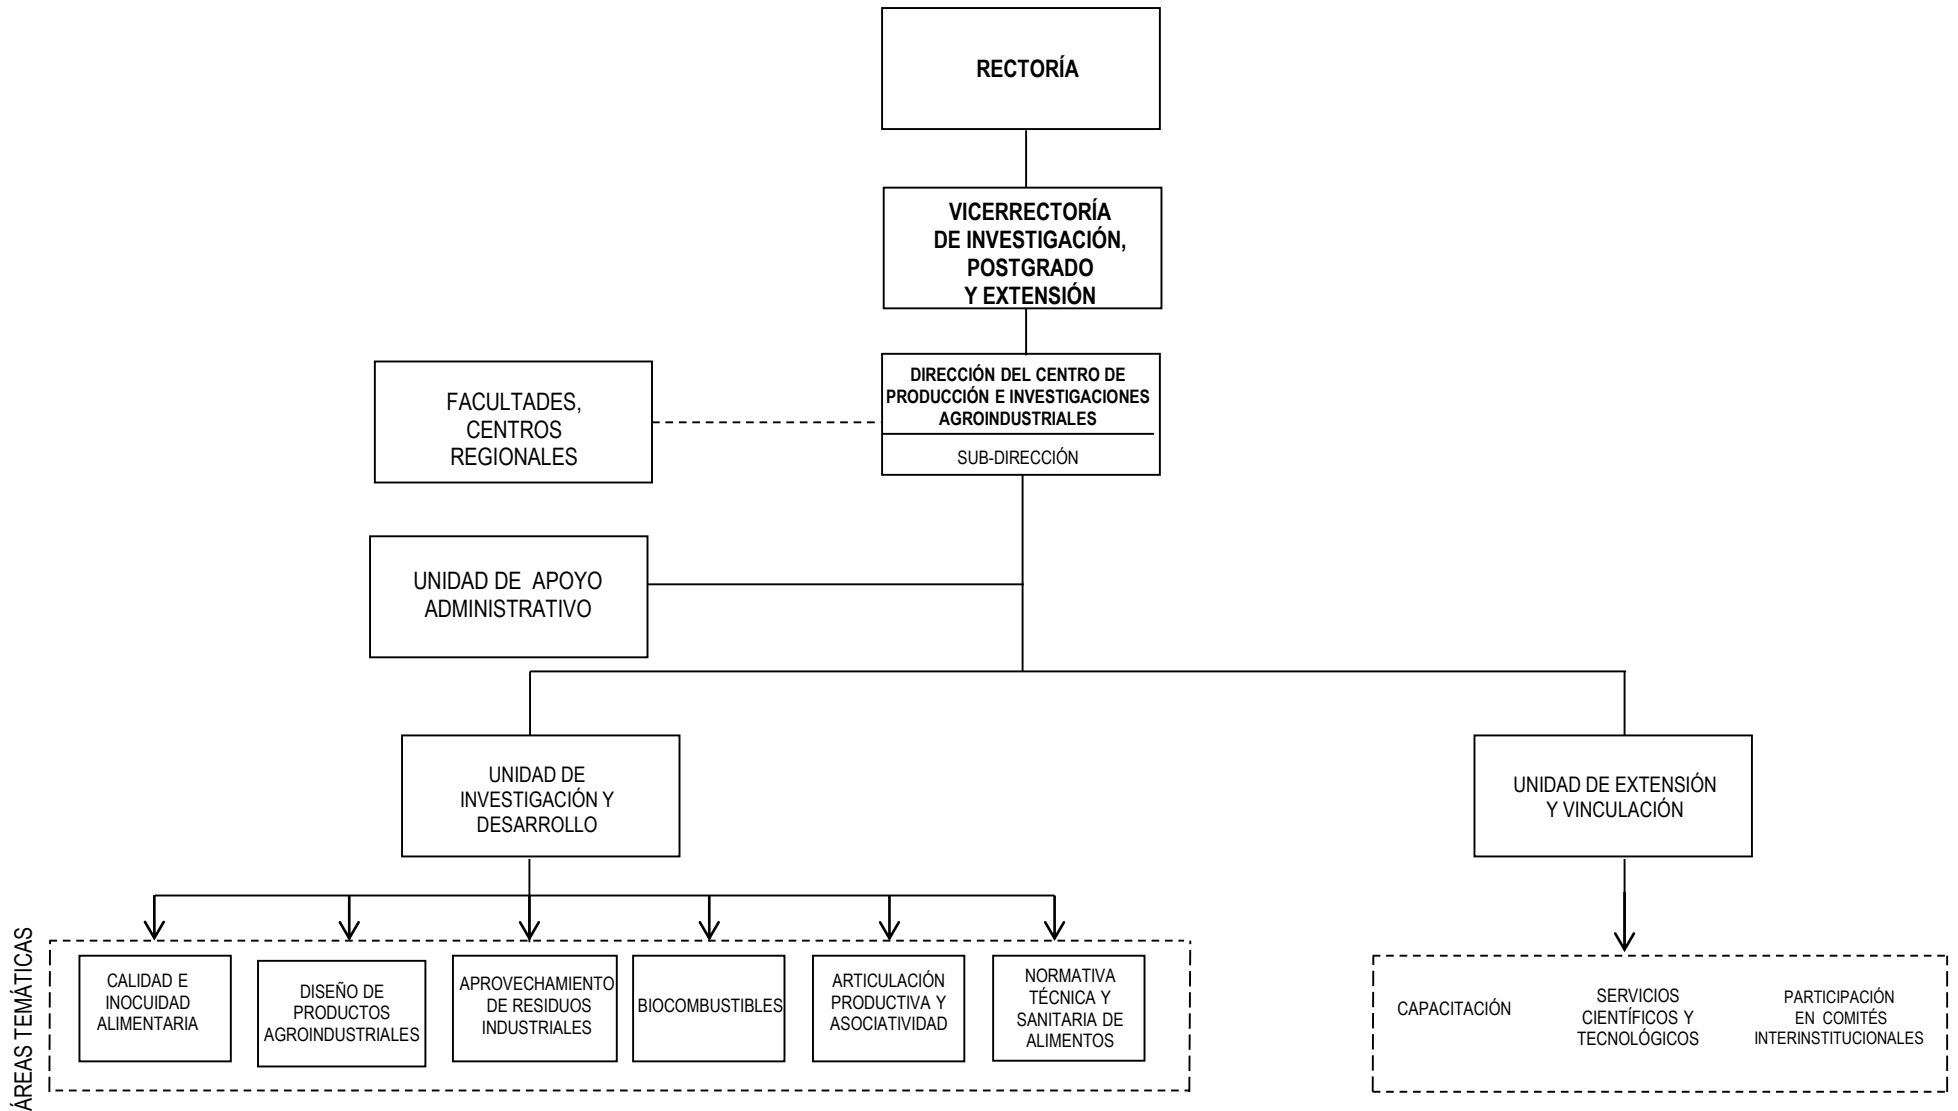 RECTORÍA
VICERRECTORÍA
DE INVESTIGACIÓN,
POSTGRADO
Y EXTENSIÓN
DIRECCIÓN DEL CENTRO DE
PRODUCCIÓN E INVESTIGACIONES
AGROINDUSTRIALES
SUB-DIRECCIÓN
FACULTADES,
CENTROS
REGIONALES
UNIDAD DE APOYO
ADMINISTRATIVO
UNIDAD DE
INVESTIGACIÓN Y
DESARROLLO
UNIDAD DE EXTENSIÓN
Y VINCULACIÓN
ÁREAS TEMÁTICAS
CALIDAD E
INOCUIDAD
ALIMENTARIA
DISEÑO DE
PRODUCTOS
AGROINDUSTRIALES
APROVECHAMIENTO
DE RESIDUOS
INDUSTRIALES
BIOCOMBUSTIBLES
ARTICULACIÓN
PRODUCTIVA Y
ASOCIATIVIDAD
NORMATIVA
TÉCNICA Y
SANITARIA DE
ALIMENTOS
CAPACITACIÓN
SERVICIOS
CIENTÍFICOS Y
TECNOLÓGICOS
PARTICIPACIÓN
EN COMITÉS
INTERINSTITUCIONALES